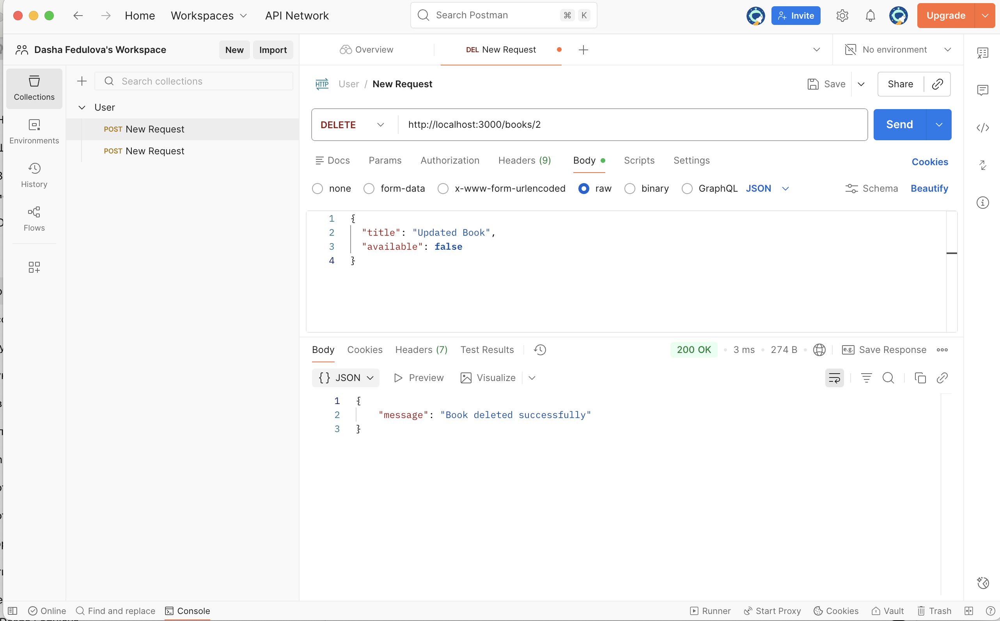 Home Workspaces API Network Search Postman ⌘ K Invite Upgrade
Dasha Fedulova's Workspace New Import Overview DEL New Request No environment
Collections
Search collections
HTTP User / New Request Save Share
User
Environments
POST New Request
DELETE http://localhost:3000/books/2 Send
POST New Request
Docs Params Authorization Headers (9) Body Scripts Settings Cookies
History
none form-data x-www-form-urlencoded raw binary GraphQL JSON Schema Beautify
Flows
1 {
2 "title": "Updated Book",
3 "available": false
4 }
Body Cookies Headers (7) Test Results 200 OK 3 ms 274 B e.g. Save Response
{} JSON Preview Visualize
1 {
2 "message": "Book deleted successfully"
3 }
Online Find and replace Console Runner Start Proxy Cookies Vault Trash